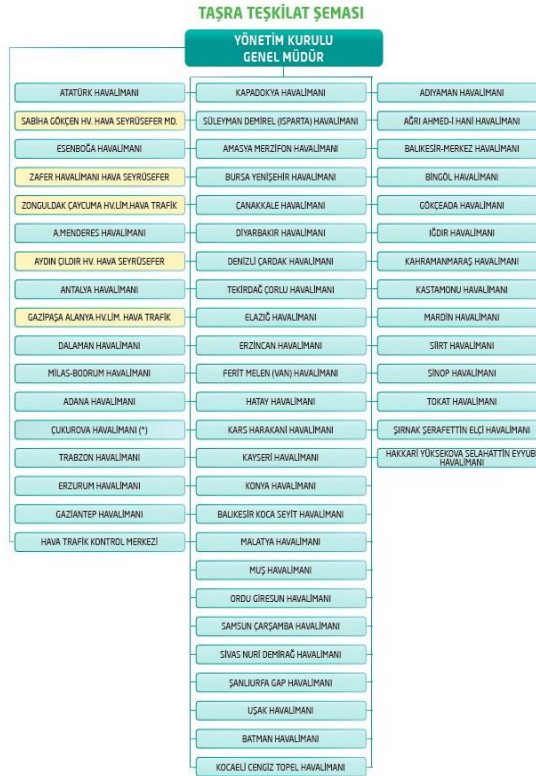 TAŞRA TEŞKİLAT ŞEMASI
YÖNETİM KURULU
GENEL MÜDÜR
ATATÜRK HAVALİMANI
SABİHA GÖKÇEN HV. HAVA SEYRÜSEFER MD.
ESENBOĞA HAVALİMANI
ZAFER HAVALİMANI HAVA SEYRÜSEFER
ZONGULDAK ÇAYCUMA HV.LİM.HAVA TRAFİK
A.MENDERES HAVALİMANI
AYDIN ÇILDIR HV. HAVA SEYRÜSEFER
ANTALYA HAVALİMANI
GAZİPAŞA ALANYA HV.LİM. HAVA TRAFİK
DALAMAN HAVALİMANI
MİLAS-BODRUM HAVALİMANI
ADANA HAVALİMANI
ÇUKUROVA HAVALİMANI (*)
TRABZON HAVALİMANI
ERZURUM HAVALİMANI
GAZİANTEP HAVALİMANI
HAVA TRAFİK KONTROL MERKEZİ
KAPADOKYA HAVALİMANI
SÜLEYMAN DEMİREL (ISPARTA) HAVALİMANI
AMASYA MERZİFON HAVALİMANI
BURSA YENİŞEHİR HAVALİMANI
ÇANAKKALE HAVALİMANI
DİYARBAKIR HAVALİMANI
DENİZLİ ÇARDAK HAVALİMANI
TEKİRDAĞ ÇORLU HAVALİMANI
ELAZIĞ HAVALİMANI
ERZİNCAN HAVALİMANI
FERİT MELEN (VAN) HAVALİMANI
HATAY HAVALİMANI
KARS HARAKANİ HAVALİMANI
KAYSERİ HAVALİMANI
KONYA HAVALİMANI
BALIKESİR KOCA SEYİT HAVALİMANI
MALATYA HAVALİMANI
MUŞ HAVALİMANI
ORDU GİRESUN HAVALİMANI
SAMSUN ÇARŞAMBA HAVALİMANI
SİVAS NURİ DEMİRAĞ HAVALİMANI
ŞANLIURFA GAP HAVALİMANI
UŞAK HAVALİMANI
BATMAN HAVALİMANI
KOCAELİ CENGİZ TOPEL HAVALİMANI
ADIYAMAN HAVALİMANI
AĞRI AHMED-İ HANİ HAVALİMANI
BALIKESİR-MERKEZ HAVALİMANI
BİNGÖL HAVALİMANI
GÖKÇEADA HAVALİMANI
IĞDIR HAVALİMANI
KAHRAMANMARAŞ HAVALİMANI
KASTAMONU HAVALİMANI
MARDİN HAVALİMANI
SİİRT HAVALİMANI
SİNOP HAVALİMANI
TOKAT HAVALİMANI
ŞIRNAK ŞERAFETTİN ELÇİ HAVALİMANI
HAKKARİ YÜKSEKOVA SELAHATTİN EYYUBİ
HAVALİMANI